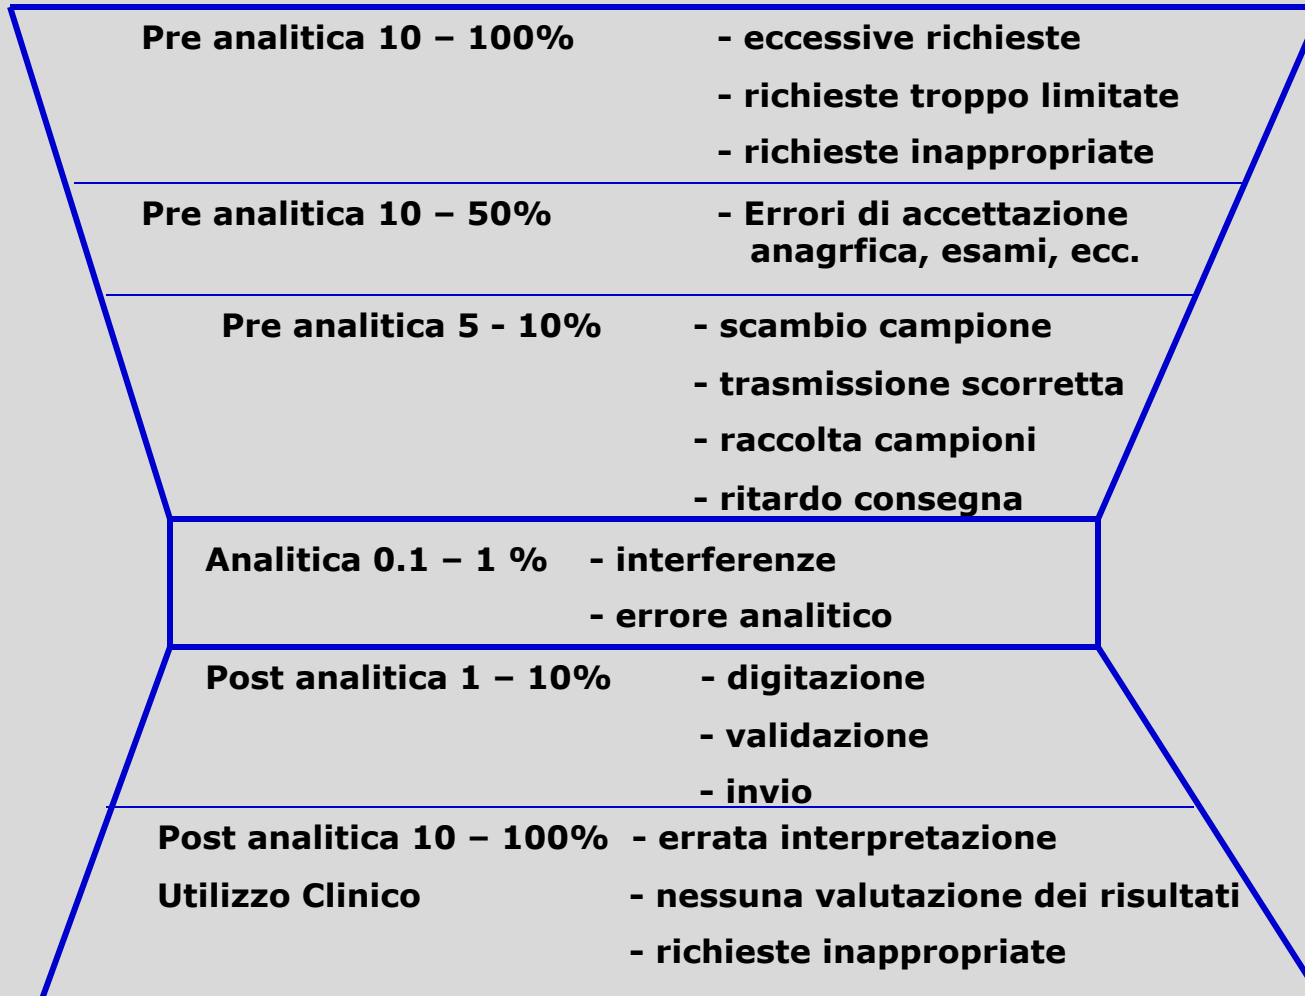 Pre analitica 10 – 100% - eccessive richieste
- richieste troppo limitate
- richieste inappropriate
Pre analitica 10 – 50% - Errori di accettazione
anagrfica, esami, ecc.
Pre analitica 5 - 10% - scambio campione
- trasmissione scorretta
- raccolta campioni
- ritardo consegna
Analitica 0.1 – 1 % - interferenze
- errore analitico
Post analitica 1 – 10% - digitazione
- validazione
- invio
Post analitica 10 – 100% - errata interpretazione
Utilizzo Clinico - nessuna valutazione dei risultati
- richieste inappropriate